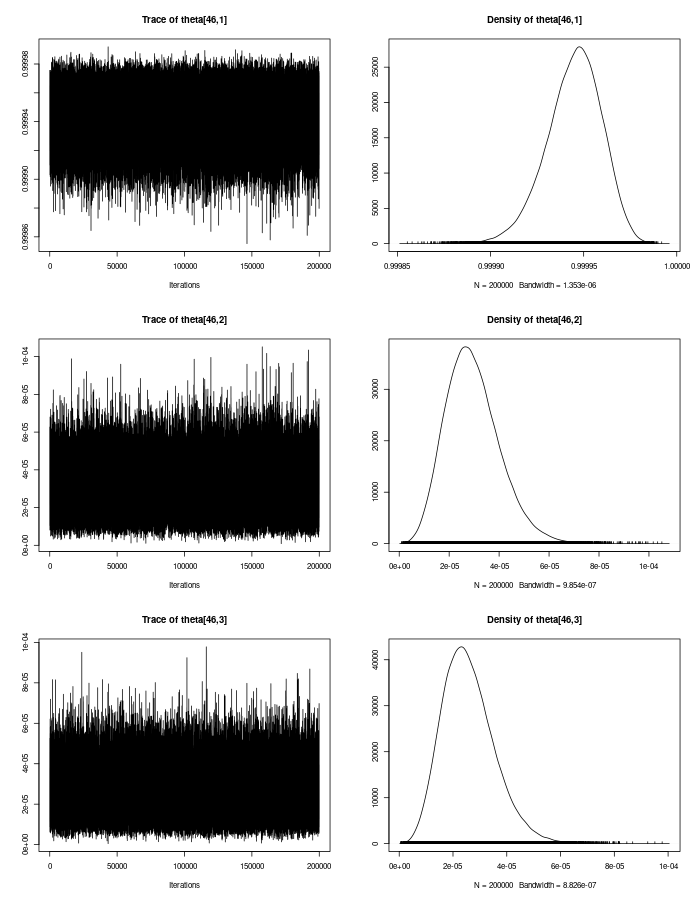 Trace of theta[46,1]
0.99986 0.99990 0.99994 0.99998
0 50000 100000 150000 200000
Iterations
Density of theta[46,1]
0 5000 10000 15000 20000 25000
0.99985 0.99990 0.99995 1.00000
N = 200000 Bandwidth = 1.353e-06
Trace of theta[46,2]
0e+00 2e-05 4e-05 6e-05 8e-05 1e-04
0 50000 100000 150000 200000
Iterations
Density of theta[46,2]
0 10000 20000 30000
0e+00 2e-05 4e-05 6e-05 8e-05 1e-04
N = 200000 Bandwidth = 9.854e-07
Trace of theta[46,3]
0e+00 2e-05 4e-05 6e-05 8e-05 1e-04
0 50000 100000 150000 200000
Iterations
Density of theta[46,3]
0 10000 20000 30000 40000
0e+00 2e-05 4e-05 6e-05 8e-05 1e-04
N = 200000 Bandwidth = 8.826e-07